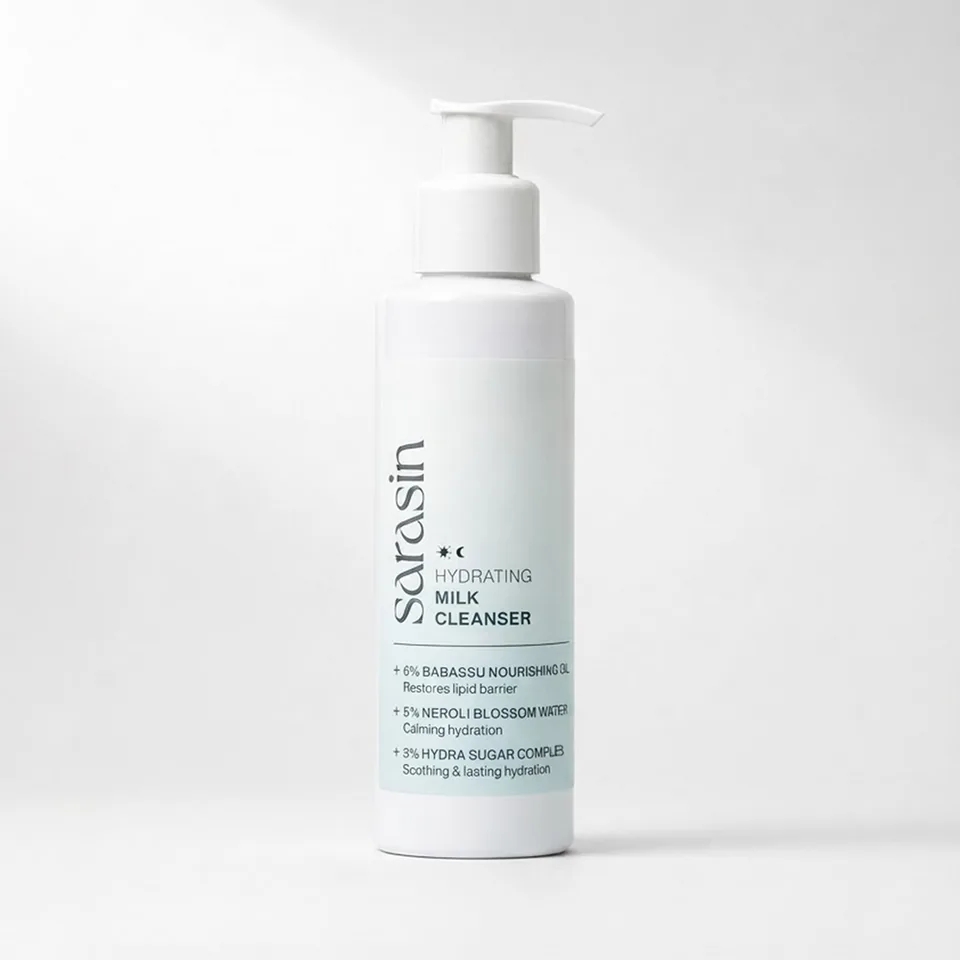 sarasin
HYDRATING
MILK
CLEANSER
+ 6% BABASSU NOURISHING OIL
Restores lipid barrier
+ 5% NEROLI BLOSSOM WATER
Calming hydration
+ 3% HYDRA SUGAR COMPLEX
Soothing & lasting hydration